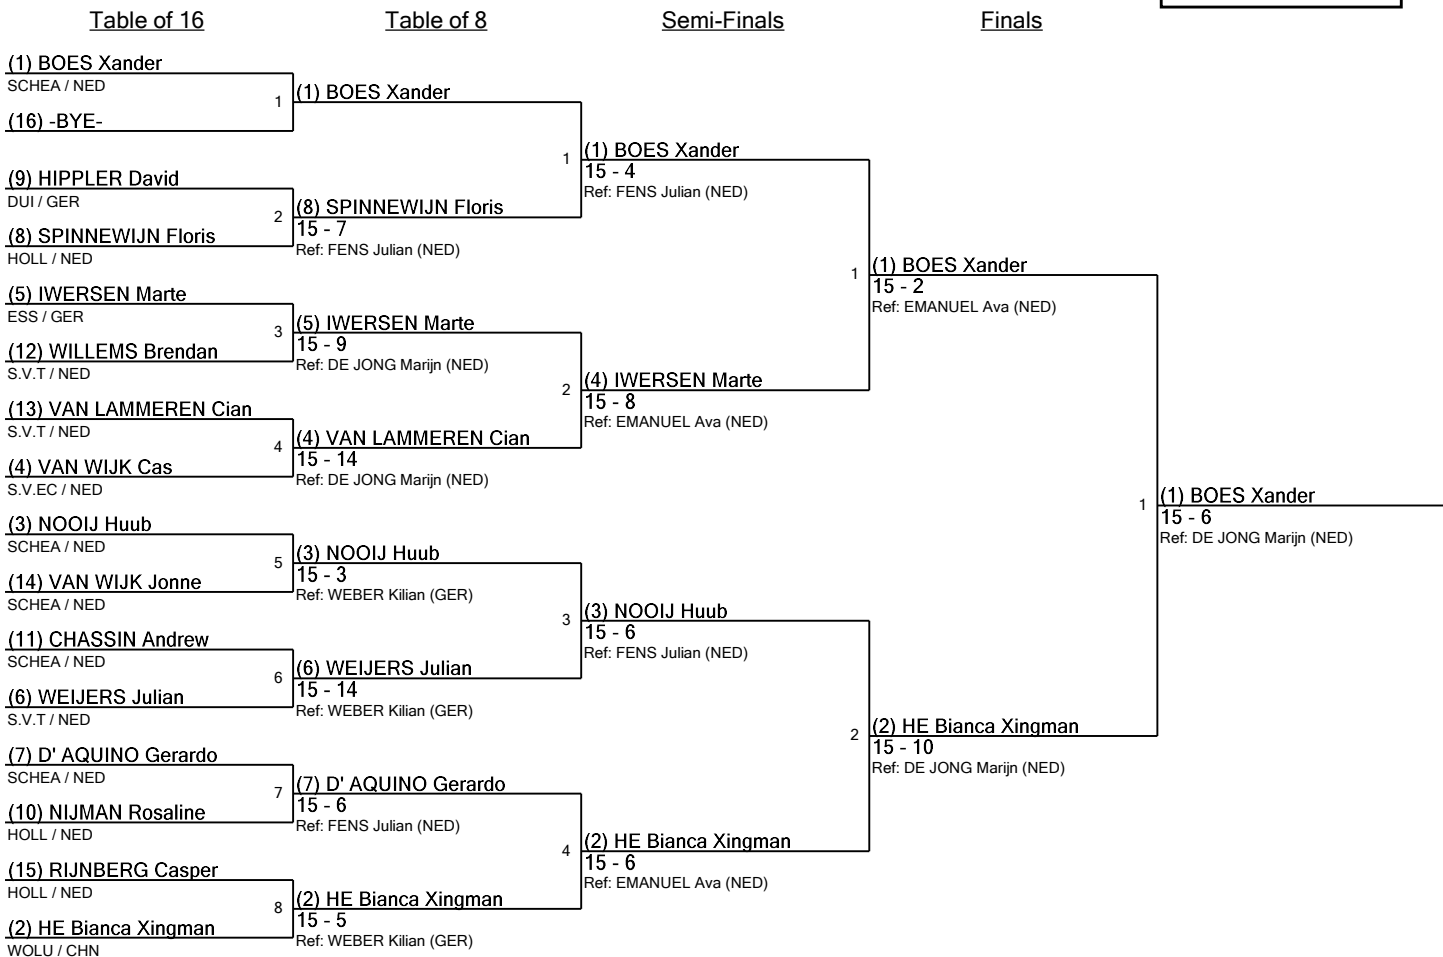 Table of 16
Table of 8
Semi-Finals
Finals
(1) BOES Xander
SCHEA / NED
1
(16) -BYE-
(9) HIPPLER David
DUI / GER
2
(8) SPINNEWIJN Floris
HOLL / NED
(5) IWERSEN Marte
ESS / GER
3
(12) WILLEMS Brendan
S.V.T / NED
(13) VAN LAMMEREN Cian
S.V.T / NED
4
(4) VAN WIJK Cas
S.V.EC / NED
(3) NOOIJ Huub
SCHEA / NED
5
(14) VAN WIJK Jonne
SCHEA / NED
(11) CHASSIN Andrew
SCHEA / NED
6
(6) WEIJERS Julian
S.V.T / NED
(7) D' AQUINO Gerardo
SCHEA / NED
7
(10) NIJMAN Rosaline
HOLL / NED
(15) RIJNBERG Casper
HOLL / NED
8
(2) HE Bianca Xingman
WOLU / CHN
(1) BOES Xander
1
(8) SPINNEWIJN Floris
15 - 7
Ref: FENS Julian (NED)
(5) IWERSEN Marte
15 - 9
Ref: DE JONG Marijn (NED)
2
(4) VAN LAMMEREN Cian
15 - 14
Ref: DE JONG Marijn (NED)
(3) NOOIJ Huub
15 - 3
Ref: WEBER Kilian (GER)
3
(6) WEIJERS Julian
15 - 14
Ref: WEBER Kilian (GER)
(7) D' AQUINO Gerardo
15 - 6
Ref: FENS Julian (NED)
4
(2) HE Bianca Xingman
15 - 5
Ref: WEBER Kilian (GER)
(1) BOES Xander
15 - 4
Ref: FENS Julian (NED)
1
(4) IWERSEN Marte
15 - 8
Ref: EMANUEL Ava (NED)
(3) NOOIJ Huub
15 - 6
Ref: FENS Julian (NED)
2
(2) HE Bianca Xingman
15 - 6
Ref: EMANUEL Ava (NED)
(1) BOES Xander
15 - 2
Ref: EMANUEL Ava (NED)
1
(2) HE Bianca Xingman
15 - 10
Ref: DE JONG Marijn (NED)
(1) BOES Xander
15 - 6
Ref: DE JONG Marijn (NED)